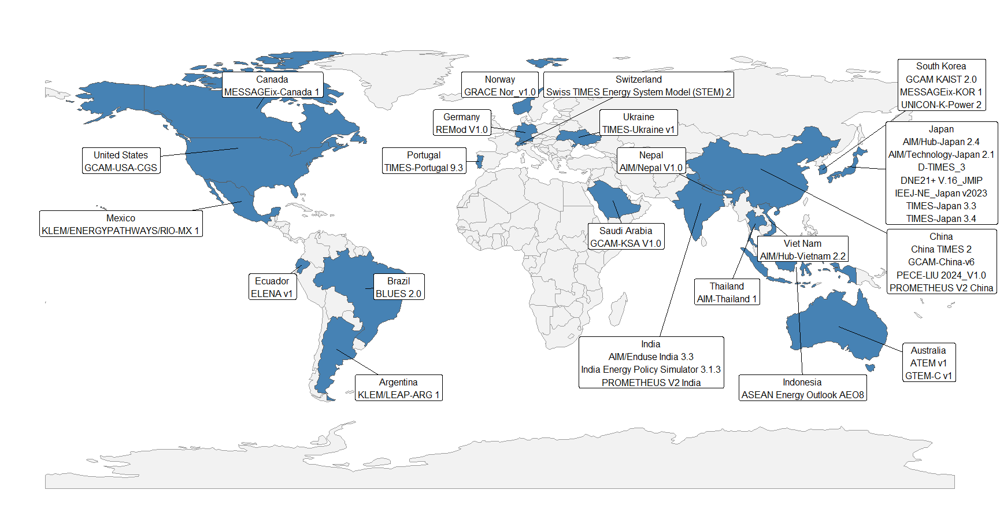 Canada
MESSAGEix-Canada 1
Norway
GRACE Nor_v1.0
Switzerland
Swiss TIMES Energy System Model (STEM) 2
South Korea
GCAM KAIST 2.0
MESSAGEix-KOR 1
UNICON-K-Power 2
Germany
REMod V1.0
Ukraine
TIMES-Ukraine v1
Japan
AIM/Hub-Japan 2.4
AIM/Technology-Japan 2.1
D-TIMES_3
DNE21+ V.16_JMIP
IEEJ-NE_Japan v2023
TIMES-Japan 3.3
TIMES-Japan 3.4
United States
GCAM-USA-CGS
Portugal
TIMES-Portugal 9.3
Nepal
AIM/Nepal V1.0
Mexico
KLEM/ENERGYPATHWAYS/RIO-MX 1
Saudi Arabia
GCAM-KSA V1.0
Viet Nam
AIM/Hub-Vietnam 2.2
China
China TIMES 2
GCAM-China-v6
PECE-LIU 2024_V1.0
PROMETHEUS V2 China
Ecuador
ELENA v1
Brazil
BLUES 2.0
Thailand
AIM-Thailand 1
India
AIM/Enduse India 3.3
India Energy Policy Simulator 3.1.3
PROMETHEUS V2 India
Australia
ATEM v1
GTEM-C v1
Argentina
KLEM/LEAP-ARG 1
Indonesia
ASEAN Energy Outlook AEO8